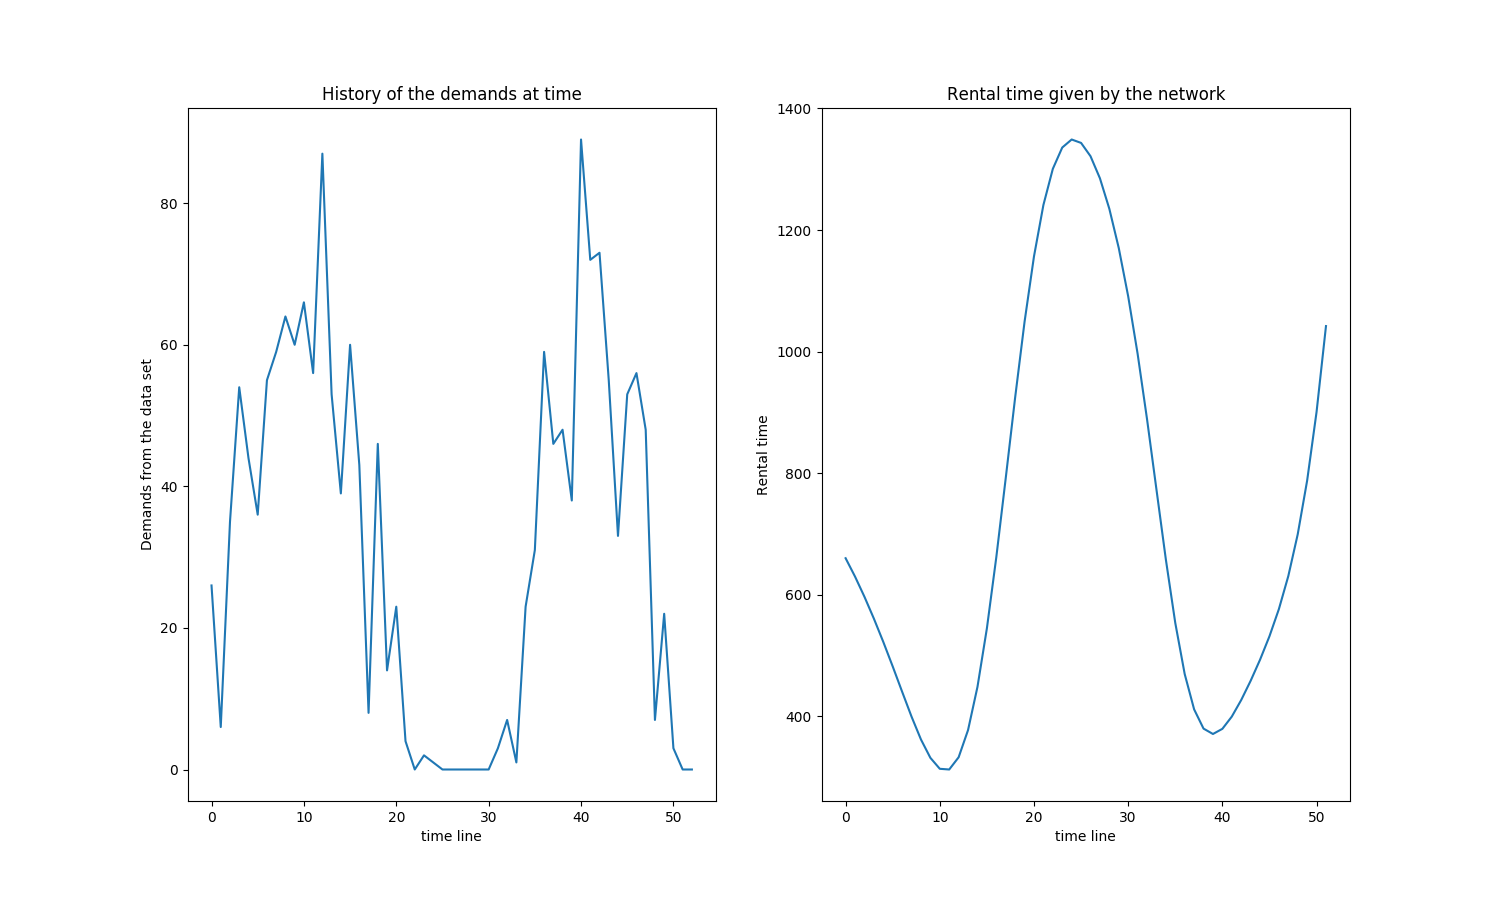 History of the demands at time
Demands from the data set
80
60
40
20
0
0 10 20 30 40 50
time line
Rental time given by the network
Rental time
1400
1200
1000
800
600
400
0 10 20 30 40 50
time line